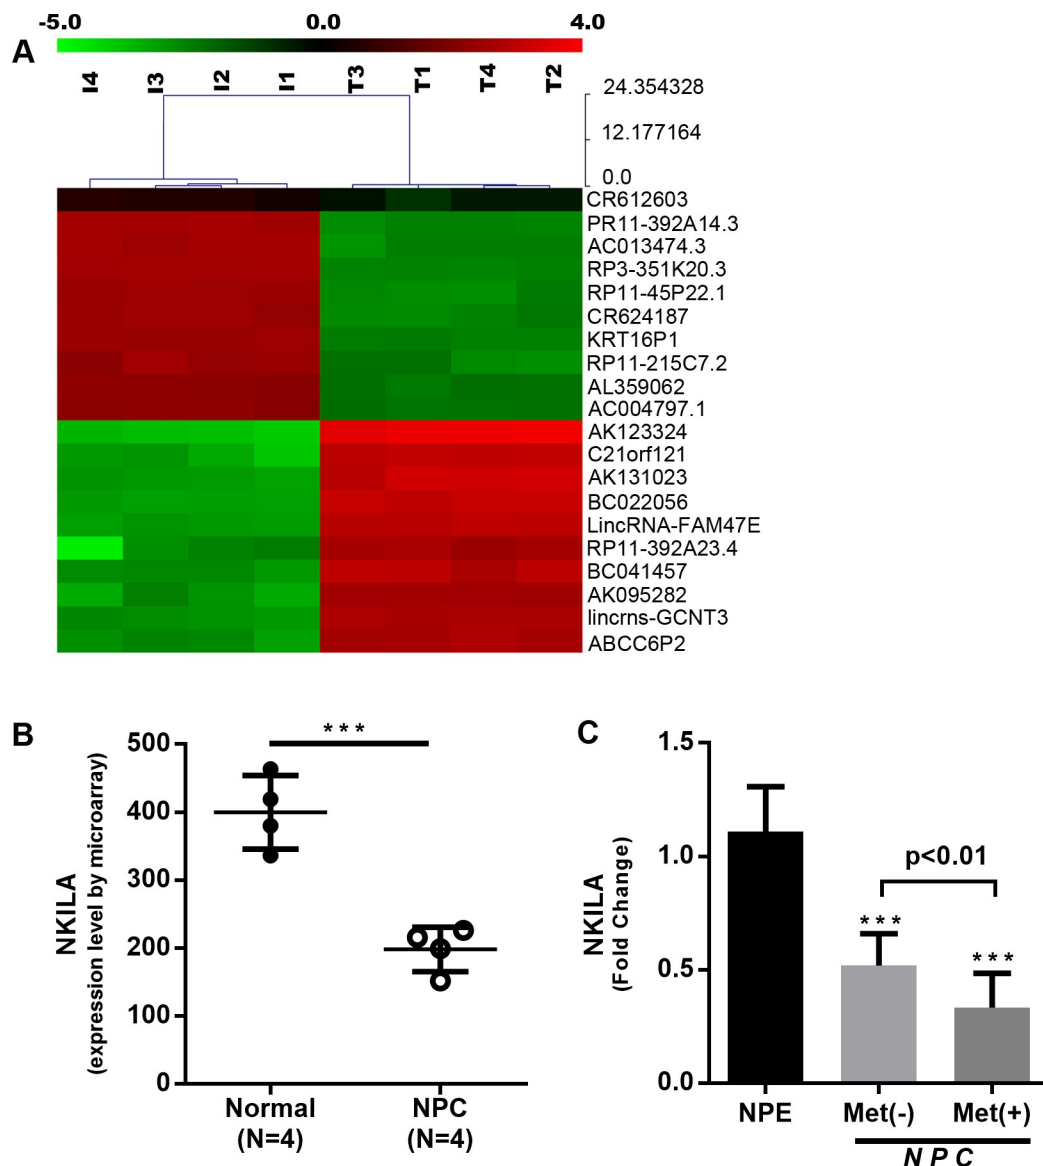 -5.0 0.0 4.0
A
I4 I3 I2 I1 T3 T1 T4 T2
24.354328
12.177164
0.0
CR612603
PR11-392A14.3
AC013474.3
RP3-351K20.3
RP11-45P22.1
CR624187
KRT16P1
RP11-215C7.2
AL359062
AC004797.1
AK123324
C21orf121
AK131023
BC022056
LincRNA-FAM47E
RP11-392A23.4
BC041457
AK095282
lincrns-GCNT3
ABCC6P2
B
NKILA
(expression level by microarray)
500
400
300
200
100
0
***
Normal
(N=4)
NPC
(N=4)
C
NKILA
(Fold Change)
1.5
1.0
0.5
0.0
p<0.01
***
***
NPE Met(-) Met(+)
NPC